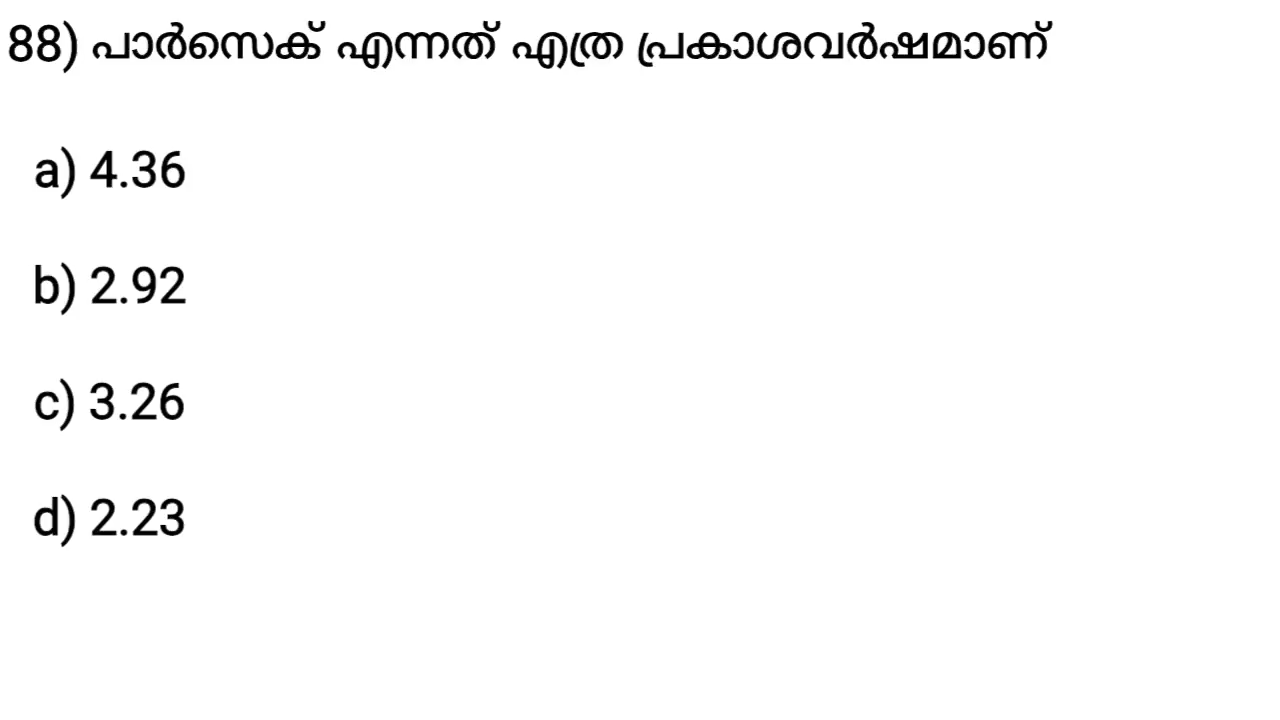 88) പാർസെക് എന്നത് എത്ര പ്രകാശവർഷമാണ്
a) 4.36
b) 2.92
c) 3.26
d) 2.23